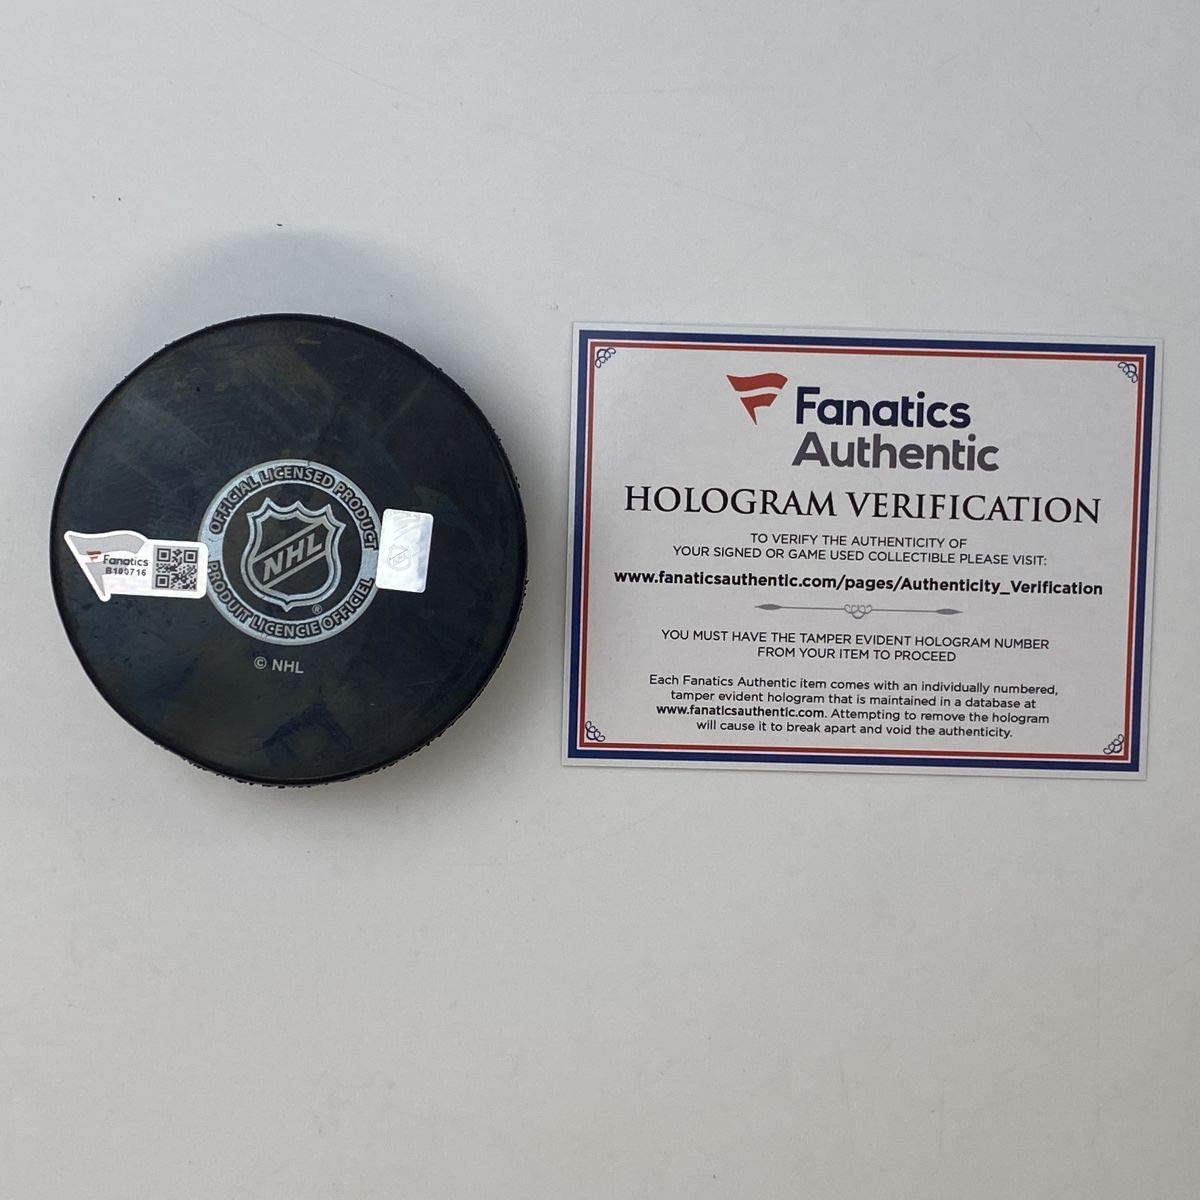 OFFICIAL LICENSED PRODUCT
NHL
®
PRODUIT LICENCIE OFFICIEL
© NHL
Fanatics
B190716
Fanatics
Authentic
HOLOGRAM VERIFICATION
TO VERIFY THE AUTHENTICITY OF
YOUR SIGNED OR GAME USED COLLECTIBLE PLEASE VISIT:
www.fanaticsauthentic.com/pages/Authenticity_Verification
YOU MUST HAVE THE TAMPER EVIDENT HOLOGRAM NUMBER
FROM YOUR ITEM TO PROCEED
Each Fanatics Authentic item comes with an individually numbered,
tamper evident hologram that is maintained in a database at
www.fanaticsauthentic.com. Attempting to remove the hologram
will cause it to break apart and void the authenticity.